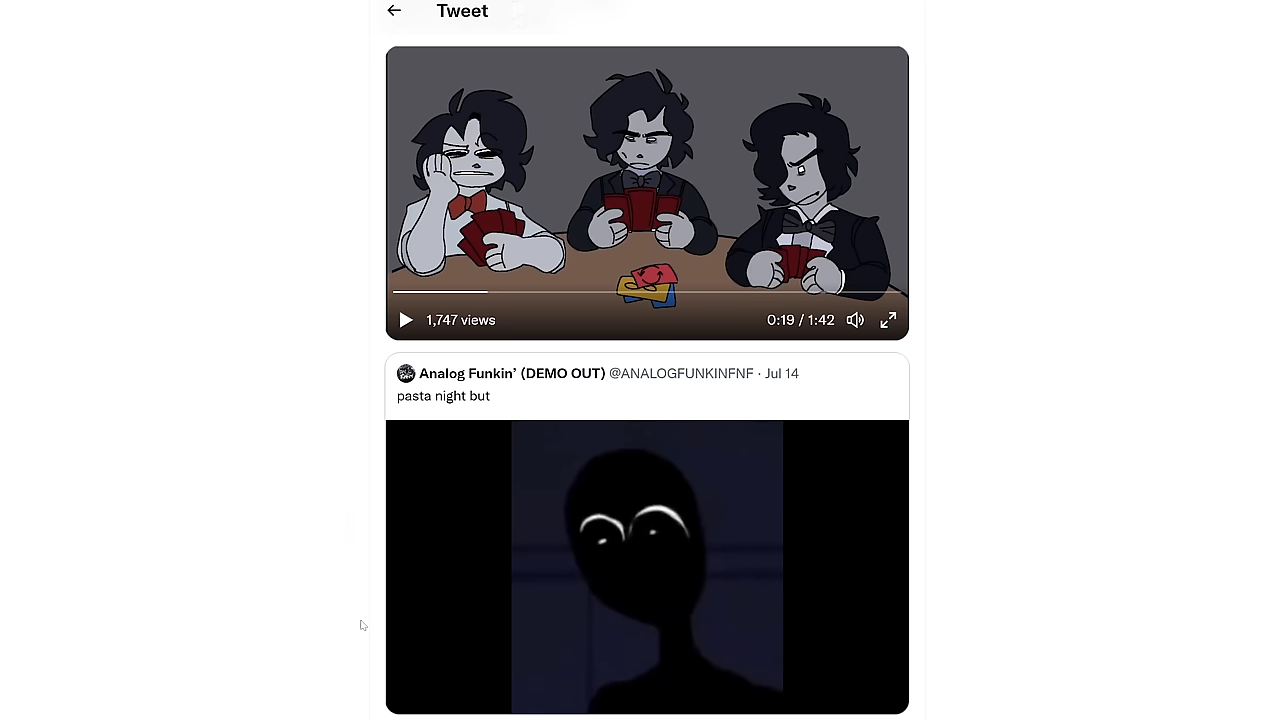 Tweet
1,747 views
0:19 / 1:42
Analog Funkin’ (DEMO OUT) @ANALOGFUNKINFNF · Jul 14
pasta night but